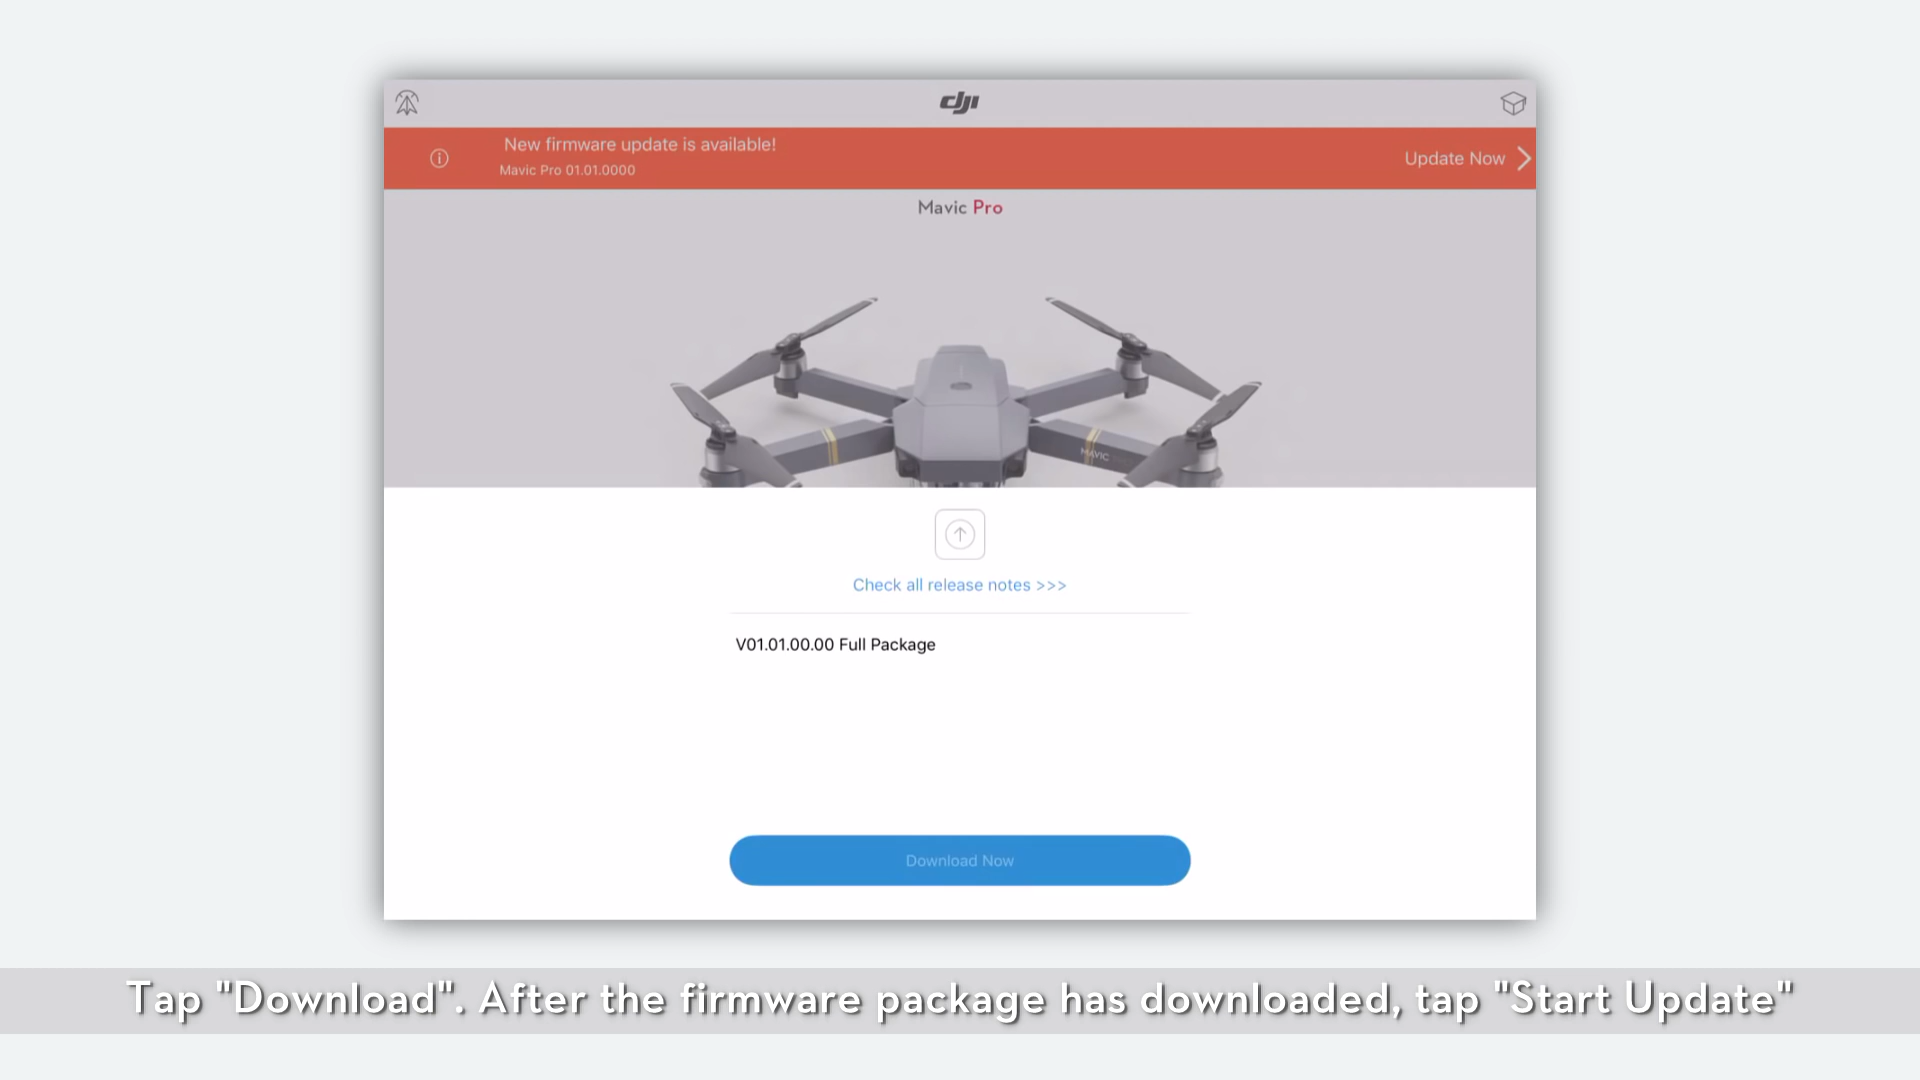 dji
New firmware update is available!
Mavic Pro 01.01.0000
Update Now
Mavic Pro
MAVIC
Check all release notes >>>
V01.01.00.00 Full Package
Download Now
Tap "Download". After the firmware package has downloaded, tap "Start Update"